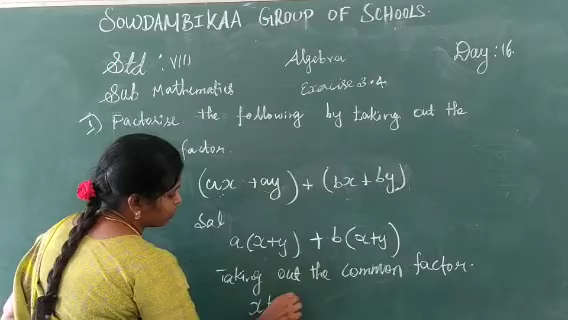 SOWDAMBIKAA GROUP OF SCHOOLS.
Std : VIII Algebra Day : 16.
Sub Mathematics Exercise 3.4
1) Factorise the following by taking out the
factor.
(ax + ay) + (bx + by)
Sol
a(x+y) + b(x+y)
Taking out the common factor.
x+